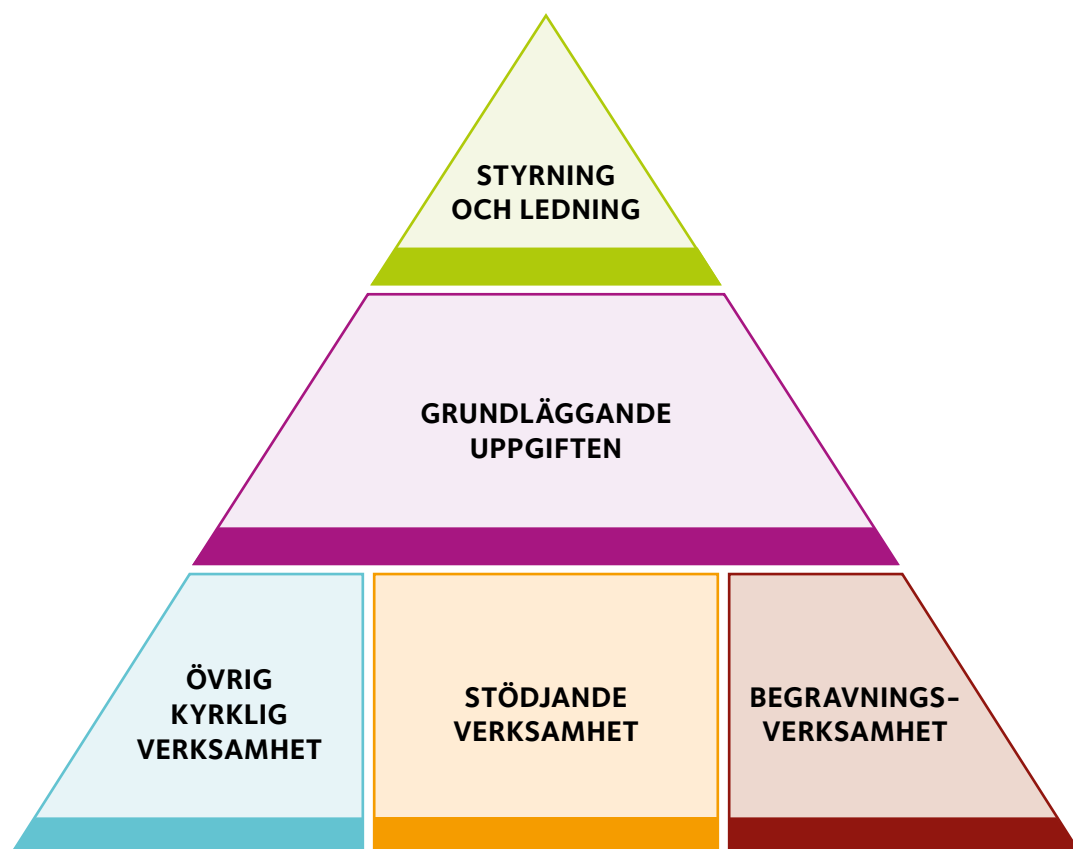 STYRNING
OCH LEDNING
GRUNDLÄGGANDE
UPPGIFTEN
ÖVRIG
KYRKLIG
VERKSAMHET
STÖDJANDE
VERKSAMHET
BEGRAVNINGS–
VERKSAMHET